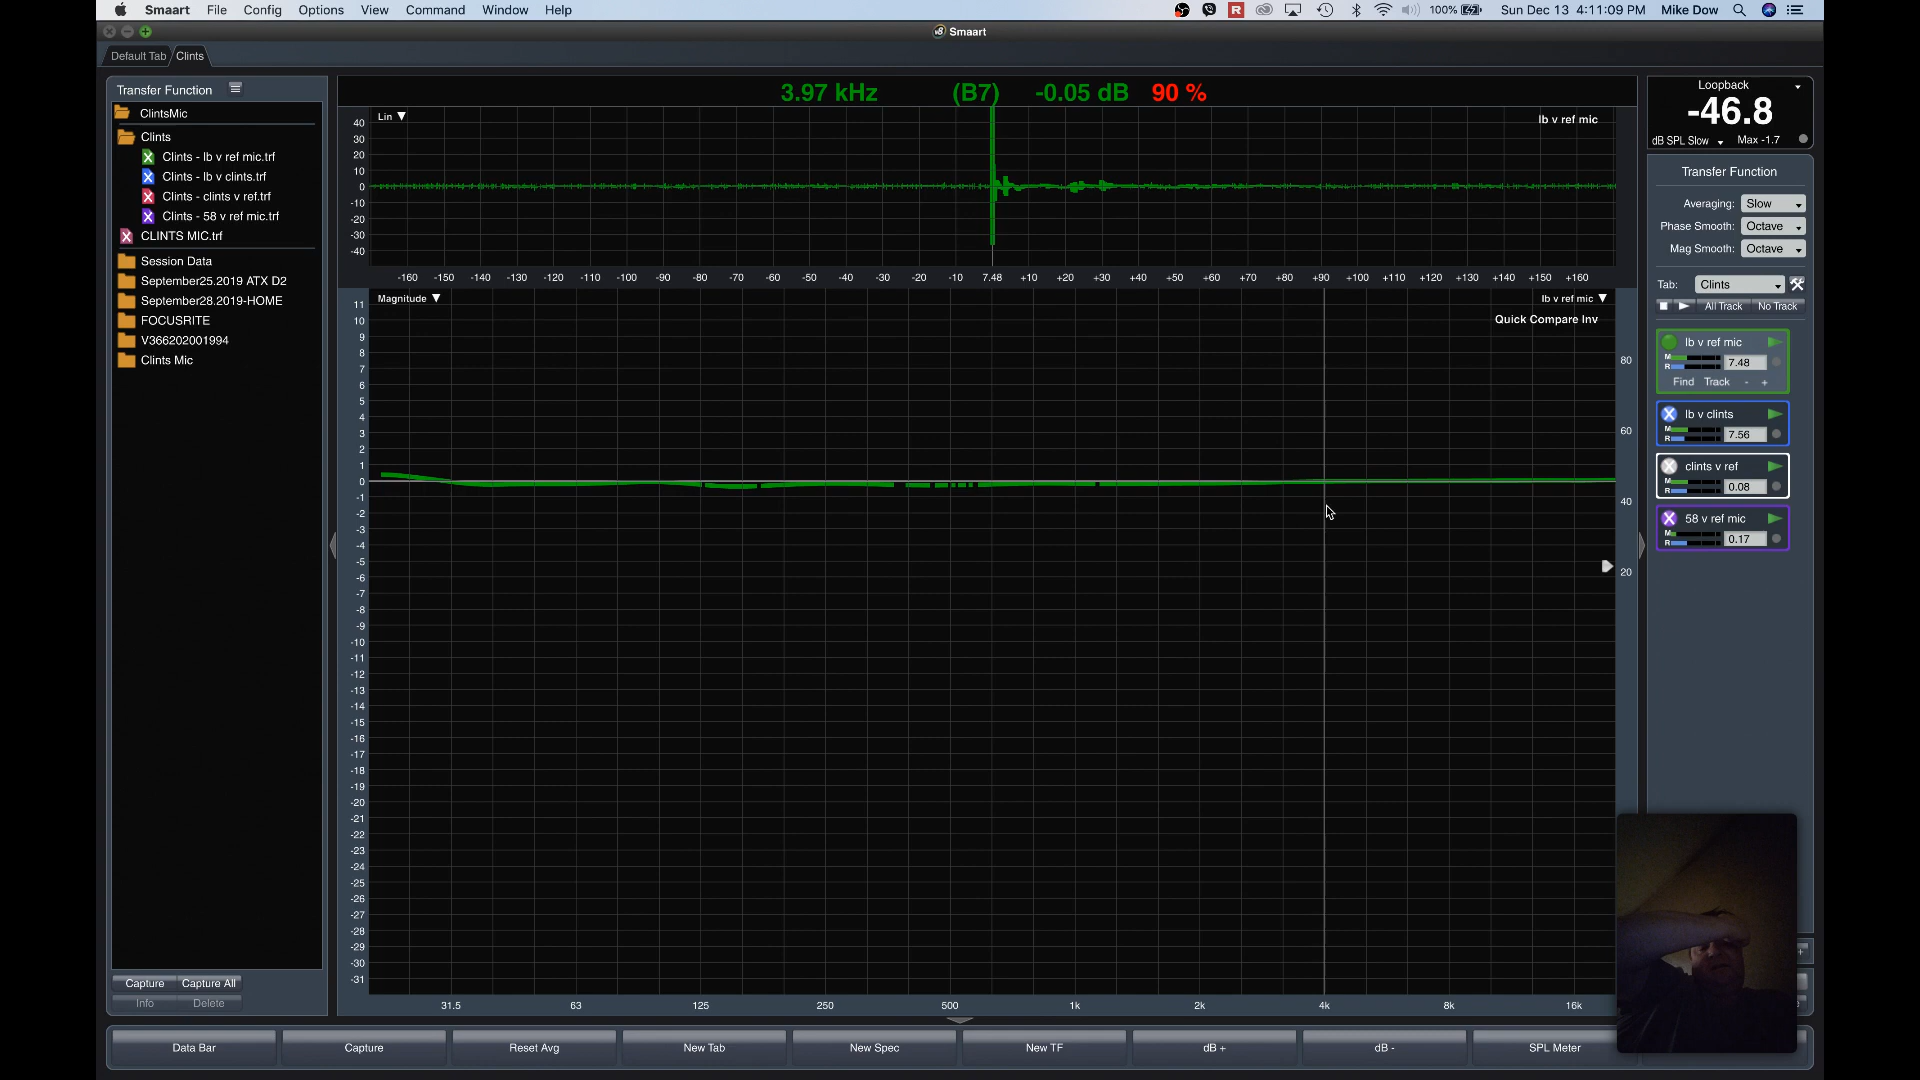 Smaart File Config Options View Command Window Help 100% Sun Dec 13 4:11:09 PM Mike Dow
Smaart
Default Tab Clints
Transfer Function
ClintsMic
Clints
Clints - lb v ref mic.trf
Clints - lb v clints.trf
Clints - clints v ref.trf
Clints - 58 v ref mic.trf
CLINTS MIC.trf
Session Data
September25.2019 ATX D2
September28.2019-HOME
FOCUSRITE
V366202001994
Clints Mic
Capture Capture All
Info Delete
3.97 kHz (B7) -0.05 dB 90 %
Lin lb v ref mic
40
30
20
10
0
-10
-20
-30
-40
-160 -150 -140 -130 -120 -110 -100 -90 -80 -70 -60 -50 -40 -30 -20 -10 7.48 +10 +20 +30 +40 +50 +60 +70 +80 +90 +100 +110 +120 +130 +140 +150 +160
Magnitude lb v ref mic
Quick Compare Inv
11
10
9
8
7
6
5
4
3
2
1
0
-1
-2
-3
-4
-5
-6
-7
-8
-9
-10
-11
-12
-13
-14
-15
-16
-17
-18
-19
-20
-21
-22
-23
-24
-25
-26
-27
-28
-29
-30
-31
80
60
40
20
31.5 63 125 250 500 1k 2k 4k 8k 16k
Loopback
-46.8
dB SPL Slow Max -1.7
Transfer Function
Averaging: Slow
Phase Smooth: Octave
Mag Smooth: Octave
Tab: Clints
All Track No Track
lb v ref mic
M
R 7.48
Find Track - +
lb v clints
M
R 7.56
clints v ref
M
R 0.08
58 v ref mic
M
R 0.17
Data Bar Capture Reset Avg New Tab New Spec New TF dB + dB - SPL Meter